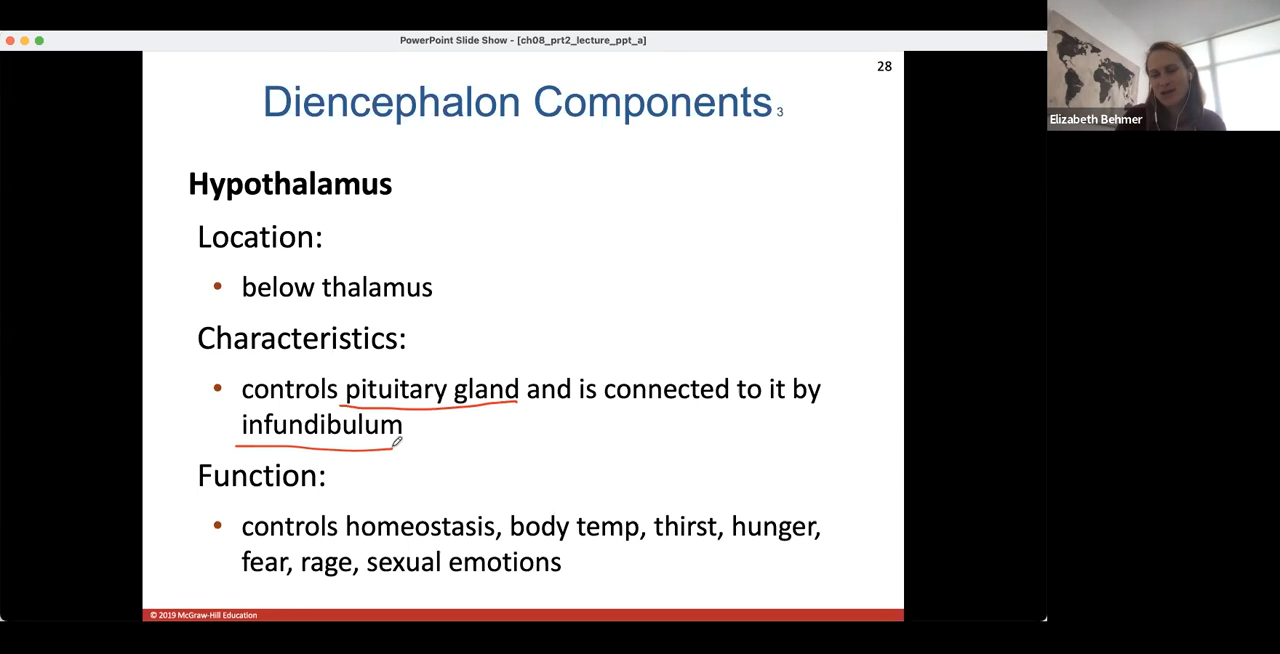 PowerPoint Slide Show - [ch08_prt2_lecture_ppt_a]
28
Diencephalon Components 3
Elizabeth Behmer
Hypothalamus
Location:
• below thalamus
Characteristics:
• controls pituitary gland and is connected to it by
infundibulum
Function:
• controls homeostasis, body temp, thirst, hunger,
fear, rage, sexual emotions
© 2019 McGraw-Hill Education